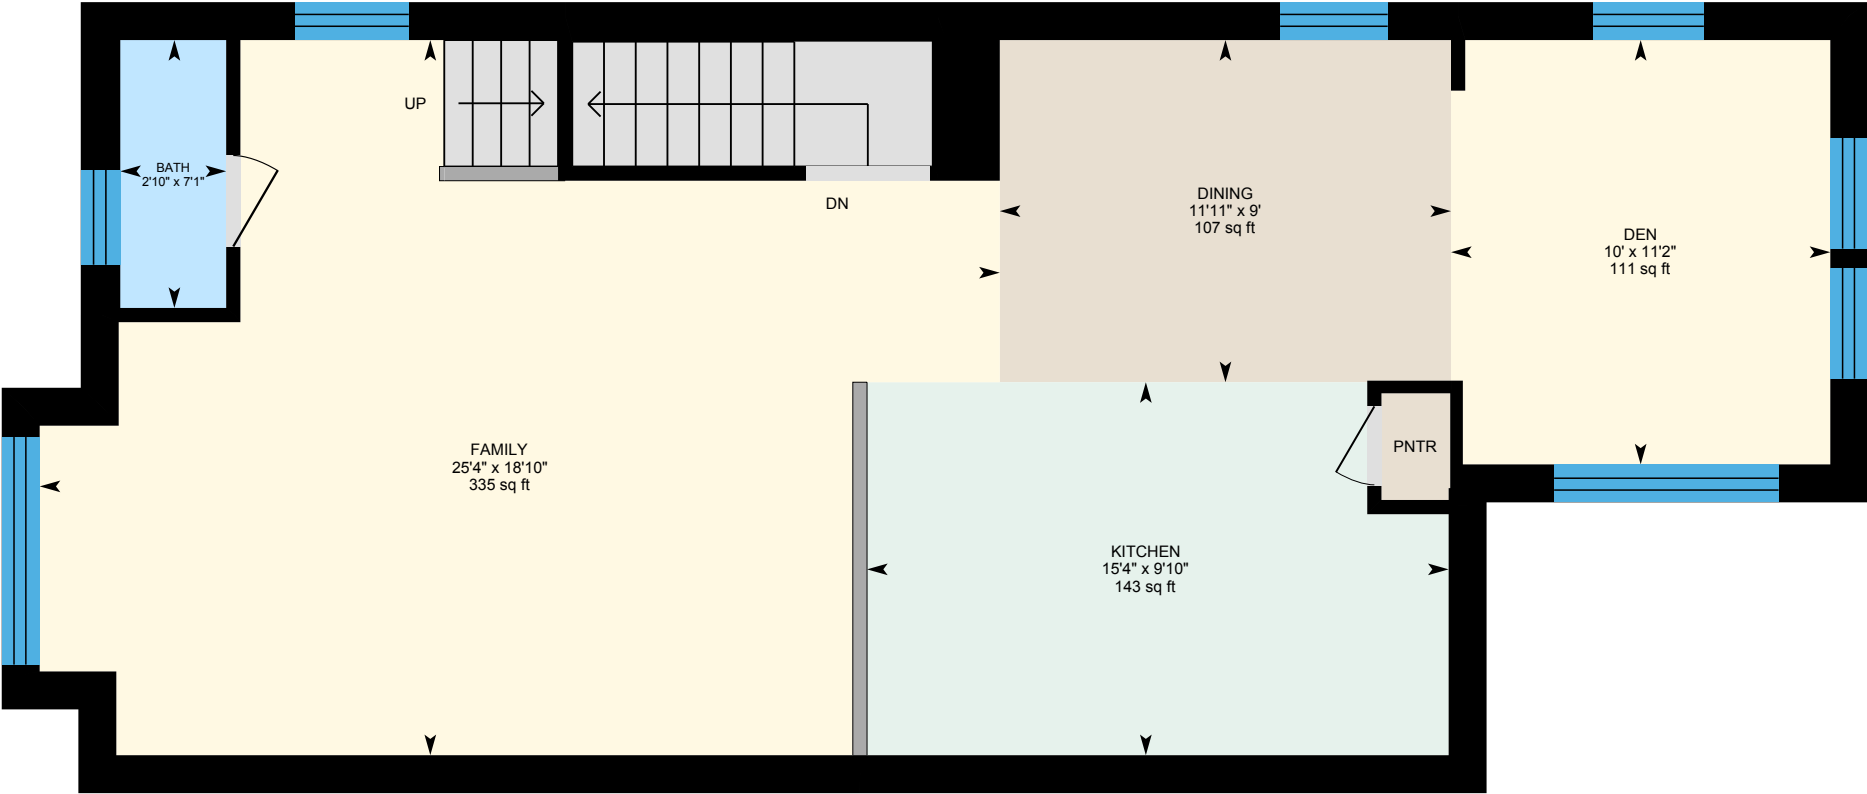 UP
BATH
2'10" x 7'1"
DN
DINING
11'11" x 9'
107 sq ft
DEN
10' x 11'2"
111 sq ft
FAMILY
25'4" x 18'10"
335 sq ft
PNTR
KITCHEN
15'4" x 9'10"
143 sq ft